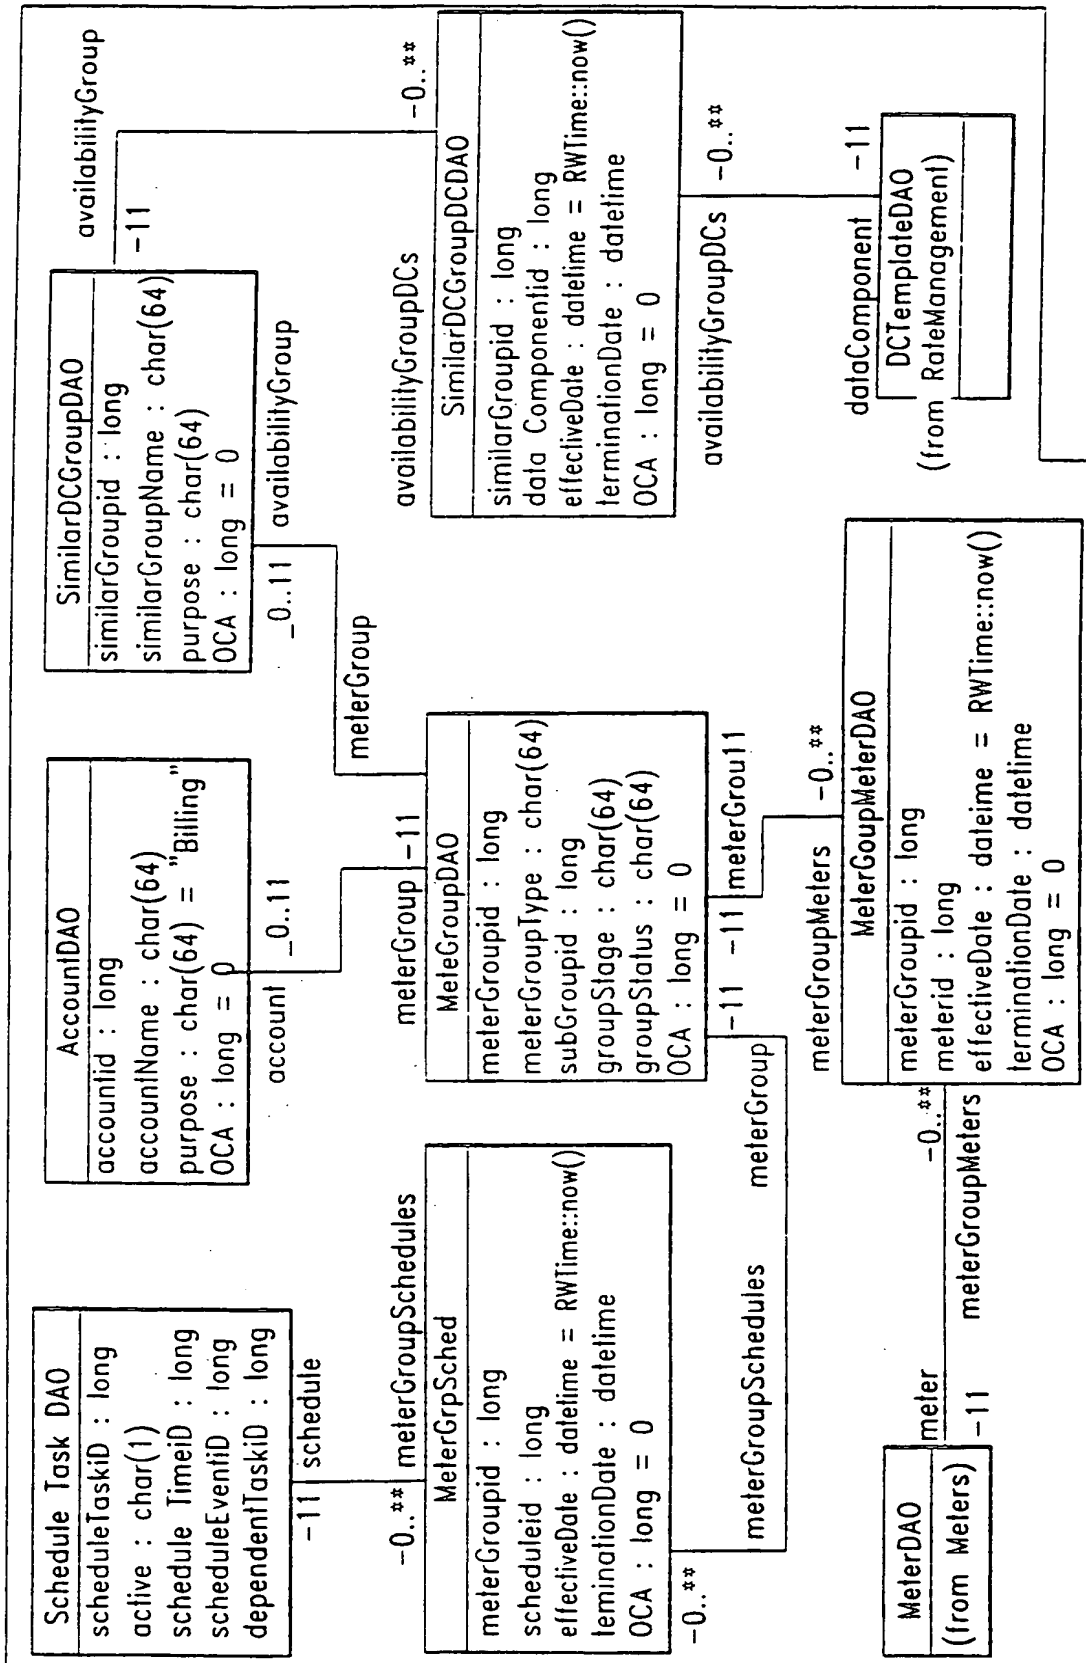 Schedule Task DAO
scheduleTaskiD : long
active : char(1)
schedule TimeiD : long
scheduleEventiD : long
dependentTaskiD : long
-11
schedule
-0..**
meterGroupSchedules
MeterGrpSched
meterGroupid : long
scheduleid : long
effectiveDate : datetime = RWTime::now()
teminationDate : datetime
OCA : long = 0
-0..**
meterGroupSchedules
meterGroup
AccountDAO
accountid : long
accountName : char(64)
purpose : char(64) = "Billing"
OCA : long = 0
account
_0.11
meterGroup
-11
MeteGroupDAO
meterGroupid : long
meterGroupType : char(64)
subGroupid : long
groupStage : char(64)
groupStatus : char(64)
OCA : long = 0
-11
-11
meterGrou11
SimilarDCGroupDAO
similarGroupid : long
similarGroupName : char(64)
purpose : char(64)
OCA : long = 0
-11
availabilityGroup
_0..11
availabilityGroup
meterGroup
-0..**
availabilityGroupDCs
SimilarDCGroupDCDAO
similarGroupid : long
data Componentid : long
effectiveDate : datetime = RWTime::now()
terminationDate : datetime
OCA : long = 0
availabilityGroupDCs
-0..**
dataComponent
-11
DCTemplateDAO
(from RateManagement)
meterGroupMeters
-0..**
MeterGoupMeterDAO
meterGroupid : long
meterid : long
effectiveDate : dateime = RWTime::now()
terminationDate : datetime
OCA : long = 0
-0..**
meterGroupMeters
meter
-11
MeterDAO
(from Meters)